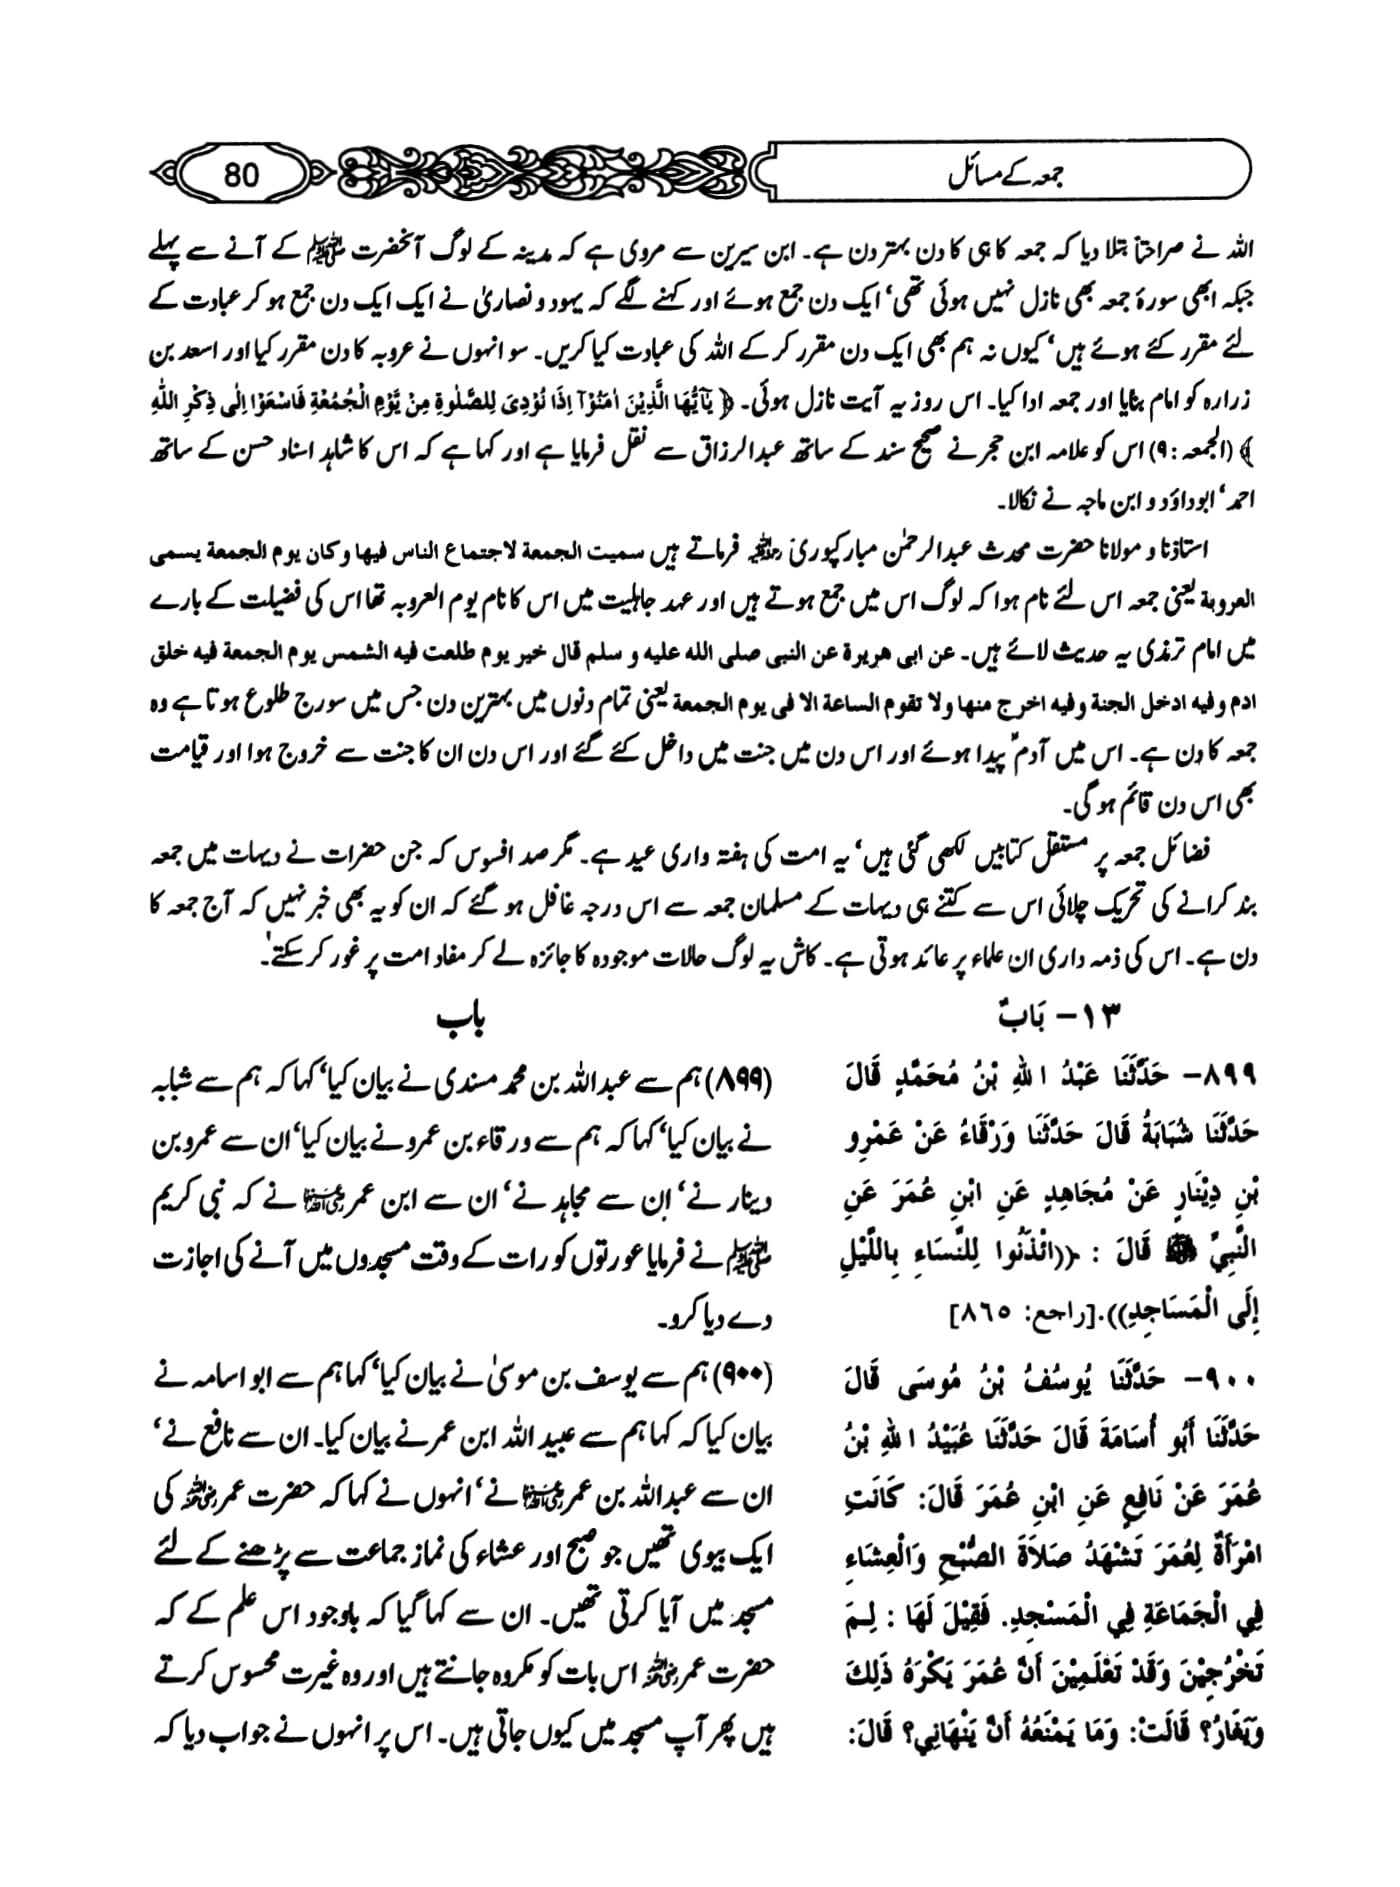 جمعہ کے مسائل
80
اللہ نے صراحتاً بتلا دیا کہ جمعہ کا ہی کا دن بہتر دن ہے۔ ابن سیرین سے مروی ہے کہ مدینہ کے لوگ آنحضرت ﷺ کے آنے سے پہلے
جبکہ ابھی سورۂ جمعہ بھی نازل نہیں ہوئی تھی‘ ایک دن جمع ہوئے اور کہنے لگے کہ یہود و نصاریٰ نے ایک ایک دن جمع ہو کر عبادت کے
لئے مقرر کئے ہوئے ہیں‘ کیوں نہ ہم بھی ایک دن مقرر کر کے اللہ کی عبادت کیا کریں۔ سو انہوں نے عروبہ کا دن مقرر کیا اور اسعد بن
زرارہ کو امام بنایا اور جمعہ ادا کیا۔ اس روز یہ آیت نازل ہوئی۔ ﴿ يٰٓاَيُّهَا الَّذِيْنَ اٰمَنُوْٓا اِذَا نُوْدِيَ لِلصَّلٰوةِ مِنْ يَّوْمِ الْجُمُعَةِ فَاسْعَوْا اِلٰى ذِكْرِ اللّٰهِ
﴾ (الجمعہ : ۹) اس کو علامہ ابن حجر نے صحیح سند کے ساتھ عبدالرزاق سے نقل فرمایا ہے اور کہا ہے کہ اس کا شاہد اسناد حسن کے ساتھ
احمد‘ ابوداؤد و ابن ماجہ نے نکالا۔
استاذنا و مولانا حضرت محدث عبدالرحمٰن مبارکپوری رحمہ اللہ فرماتے ہیں سمیت الجمعة لاجتماع الناس فیها وکان یوم الجمعة یسمی
العروبة یعنی جمعہ اس لئے نام ہوا کہ لوگ اس میں جمع ہوتے ہیں اور عہد جاہلیت میں اس کا نام یوم العروبہ تھا اس کی فضیلت کے بارے
میں امام ترمذی یہ حدیث لائے ہیں۔ عن ابی هریرة عن النبی صلی الله علیه و سلم قال خیر یوم طلعت فیه الشمس یوم الجمعة فیه خلق
ادم وفیه ادخل الجنة وفیه اخرج منها ولا تقوم الساعة الا فی یوم الجمعة یعنی تمام دنوں میں بہترین دن جس میں سورج طلوع ہوتا ہے وہ
جمعہ کا دن ہے۔ اس میں آدمؑ پیدا ہوئے اور اس دن میں جنت میں داخل کئے گئے اور اس دن ان کا جنت سے خروج ہوا اور قیامت
بھی اس دن قائم ہوگی۔
فضائل جمعہ پر مستقل کتابیں لکھی گئی ہیں‘ یہ امت کی ہفتہ واری عید ہے۔ مگر صد افسوس کہ جن حضرات نے دیہات میں جمعہ
بند کرانے کی تحریک چلائی اس سے کتنے ہی دیہات کے مسلمان جمعہ سے اس درجہ غافل ہو گئے کہ ان کو یہ بھی خبر نہیں کہ آج جمعہ کا
دن ہے۔ اس کی ذمہ داری ان علماء پر عائد ہوتی ہے۔ کاش یہ لوگ حالات موجودہ کا جائزہ لے کر مفاد امت پر غور کر سکتے‘۔
١٣ – بَابٌ
٨٩٩ – حَدَّثَنَا عَبْدُ اللهِ بْنُ مُحَمَّدٍ قَالَ
حَدَّثَنَا شَبَابَةُ قَالَ حَدَّثَنَا وَرْقَاءُ عَنْ عَمْرِو
بْنِ دِيْنَارٍ عَنْ مُجَاهِدٍ عَنِ ابْنِ عُمَرَ عَنِ
النَّبِيِّ ﷺ قَالَ : ((ائْذَنُوا لِلنِّسَاءِ بِاللَّيْلِ
إِلَى الْمَسَاجِدِ)).[راجع: ٨٦٥]
٩٠٠ – حَدَّثَنَا يُوسُفُ بْنُ مُوسَى قَالَ
حَدَّثَنَا أَبُو أُسَامَةَ قَالَ حَدَّثَنَا عُبَيْدُ اللهِ بْنُ
عُمَرَ عَنْ نَافِعٍ عَنِ ابْنِ عُمَرَ قَالَ: كَانَتِ
امْرَأَةٌ لِعُمَرَ تَشْهَدُ صَلاَةَ الصُّبْحِ وَالْعِشَاءِ
فِي الْجَمَاعَةِ فِي الْمَسْجِدِ. فَقِيْلَ لَهَا : لِمَ
تَخْرُجِيْنَ وَقَدْ تَعْلَمِيْنَ أَنَّ عُمَرَ يَكْرَهُ ذَلِكَ
وَيَغَارُ؟ قَالَتْ: وَمَا يَمْنَعُهُ أَنْ يَنْهَانِي؟ قَالَ:
باب
(۸۹۹) ہم سے عبداللہ بن محمد مسندی نے بیان کیا‘ کہا کہ ہم سے شبابہ
نے بیان کیا‘ کہا کہ ہم سے ورقاء بن عمرو نے بیان کیا‘ ان سے عمرو بن
دینار نے‘ ان سے مجاہد نے‘ ان سے ابن عمر رضی اللہ عنہما نے کہ نبی کریم
ﷺ نے فرمایا عورتوں کو رات کے وقت مسجدوں میں آنے کی اجازت
دے دیا کرو۔
(۹۰۰) ہم سے یوسف بن موسیٰ نے بیان کیا‘ کہا ہم سے ابو اسامہ نے
بیان کیا کہ کہا ہم سے عبید اللہ ابن عمر نے بیان کیا۔ ان سے نافع نے‘
ان سے عبداللہ بن عمر رضی اللہ عنہما نے‘ انہوں نے کہا کہ حضرت عمر رضی اللہ عنہ کی
ایک بیوی تھیں جو صبح اور عشاء کی نماز جماعت سے پڑھنے کے لئے
مسجد میں آیا کرتی تھیں۔ ان سے کہا گیا کہ باوجود اس علم کے کہ
حضرت عمر رضی اللہ عنہ اس بات کو مکروہ جانتے ہیں اور وہ غیرت محسوس کرتے
ہیں پھر آپ مسجد میں کیوں جاتی ہیں۔ اس پر انہوں نے جواب دیا کہ